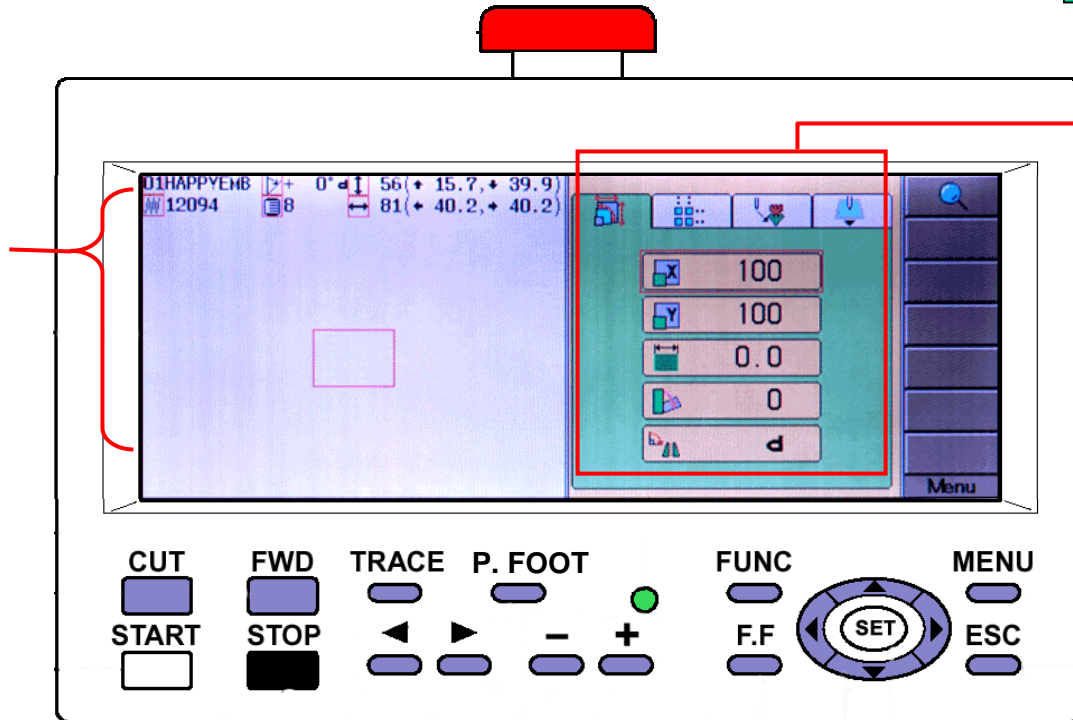 01HAPPYEMB + 0° d 56(+ 15.7,+ 39.9)
12094 8 81(+ 40.2,+ 40.2)
X 100
Y 100
0.0
0
d
Menu
CUT FWD TRACE P. FOOT FUNC MENU
START STOP - + F.F SET ESC